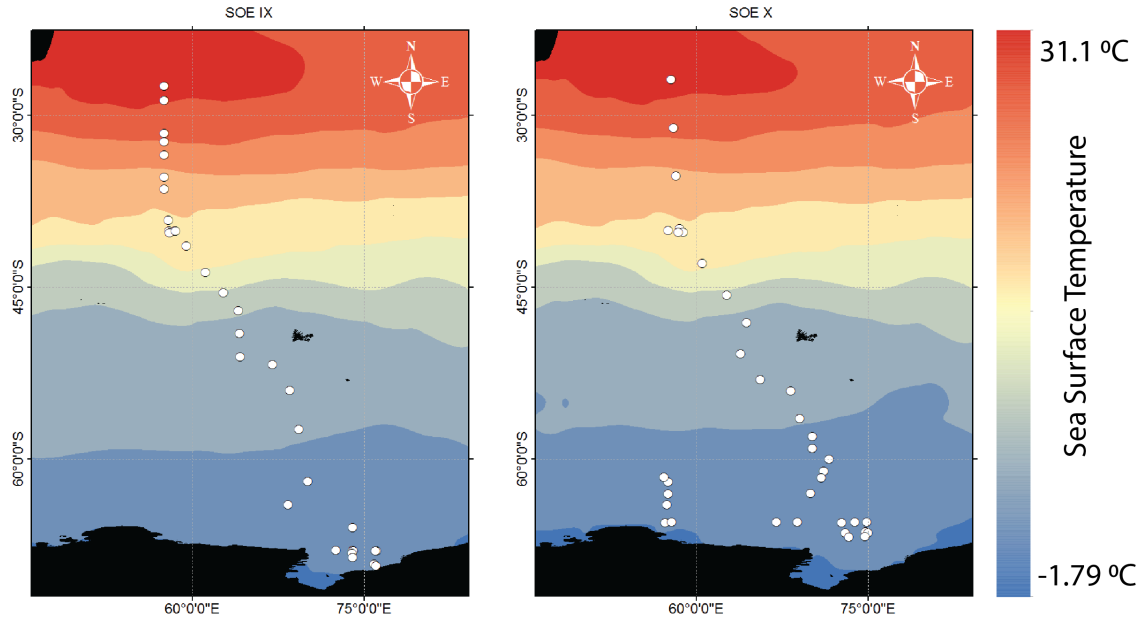 SOE IX
SOE X
N
W E
S
N
W E
S
31.1 ºC
Sea Surface Temperature
-1.79 ºC
30°0'0"S
45°0'0"S
60°0'0"S
30°0'0"S
45°0'0"S
60°0'0"S
60°0'0"E
75°0'0"E
60°0'0"E
75°0'0"E